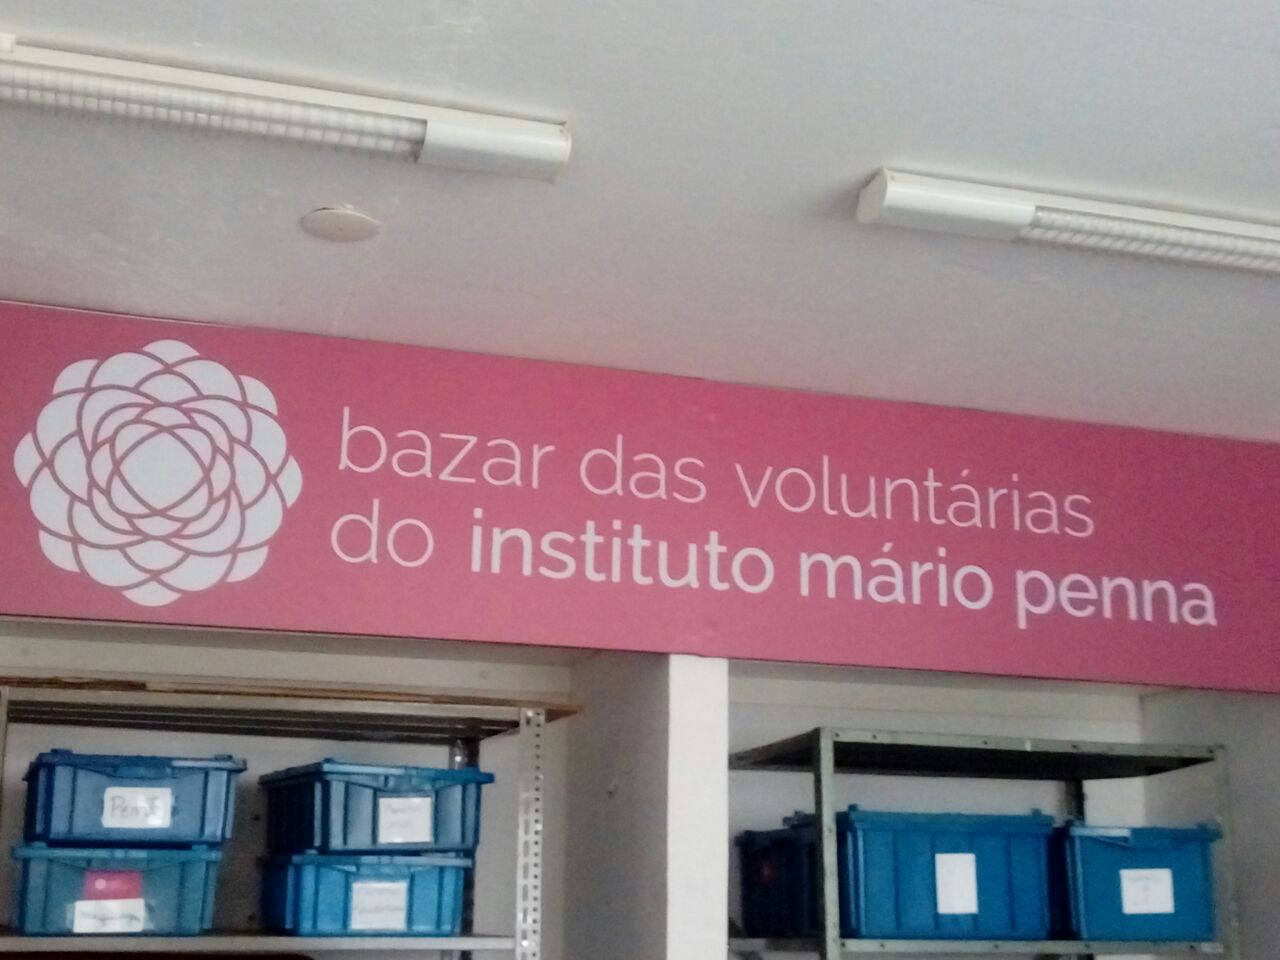 bazar das voluntárias
do instituto mário penna